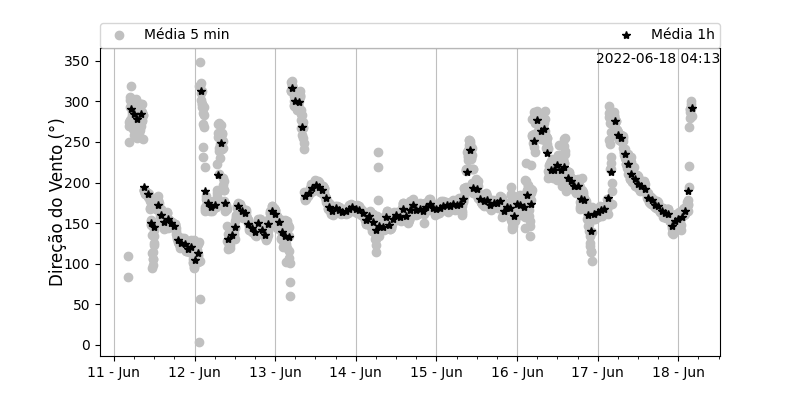 Média 5 min
Média 1h
2022-06-18 04:13
Direção do Vento (°)
350
300
250
200
150
100
50
0
11 - Jun
12 - Jun
13 - Jun
14 - Jun
15 - Jun
16 - Jun
17 - Jun
18 - Jun